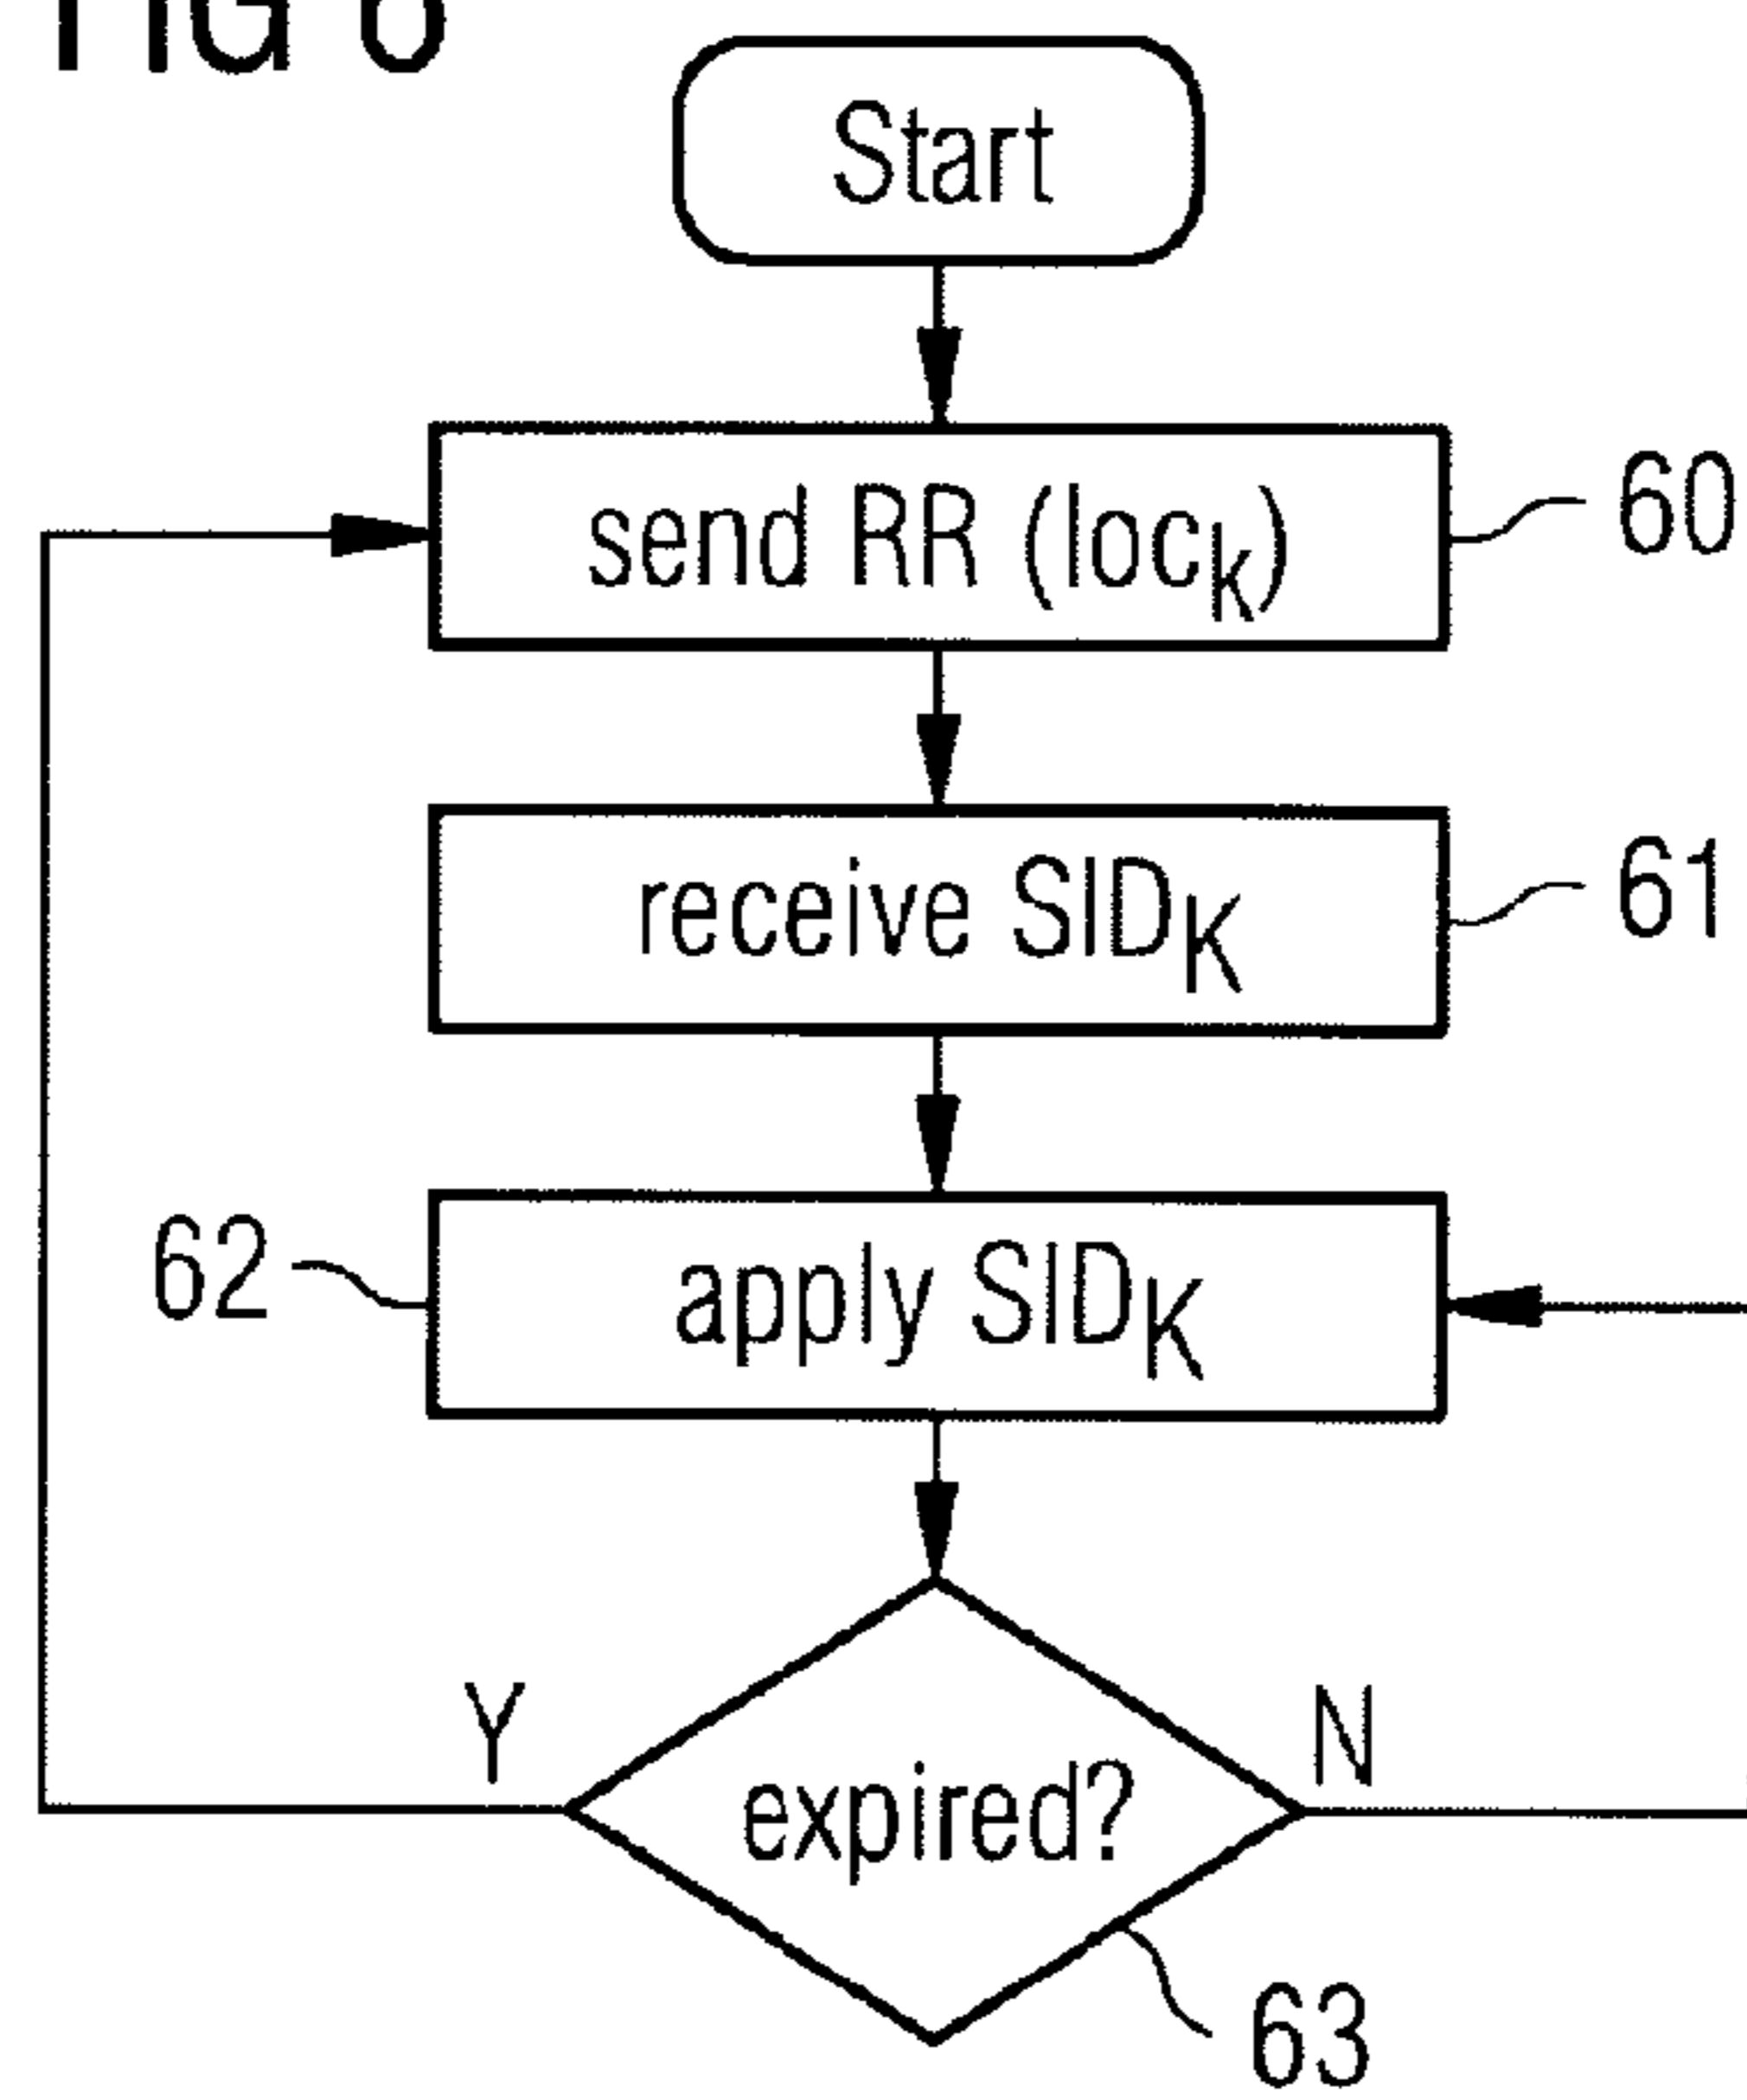 Start
send RR (lock) 60
receive SIDK 61
62 apply SIDK
Y N
expired?
63